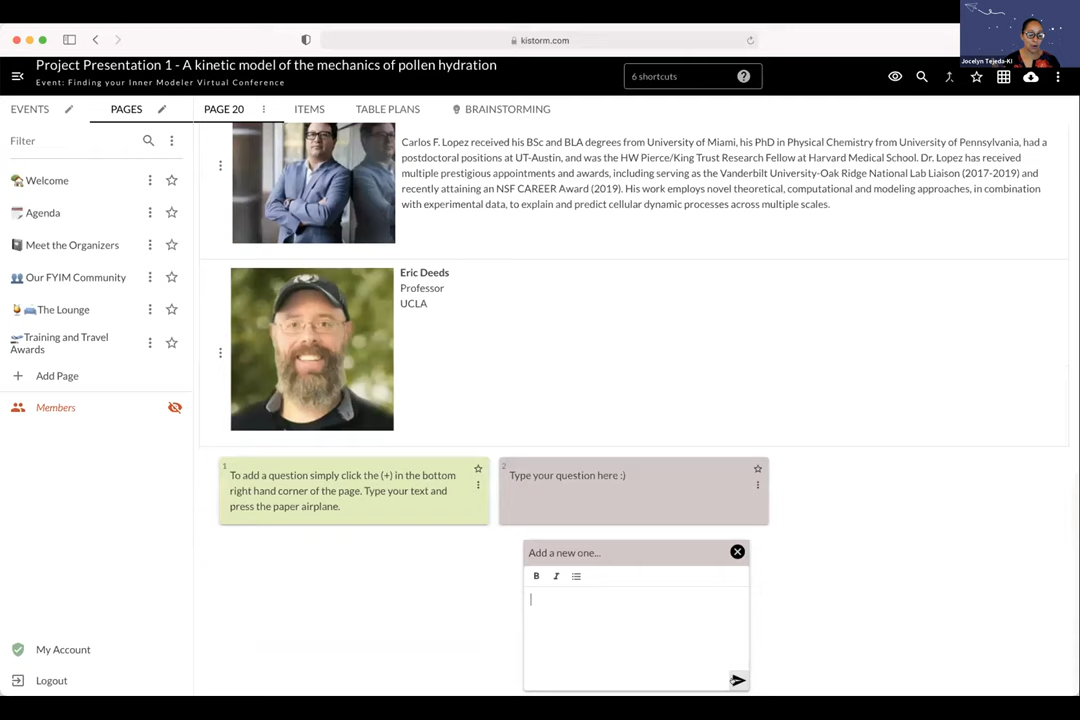 kistorm.com
Jocelyn Tejeda-KI
Project Presentation 1 - A kinetic model of the mechanics of pollen hydration
Event: Finding your Inner Modeler Virtual Conference
6 shortcuts
?
EVENTS
PAGES
PAGE 20
ITEMS
TABLE PLANS
BRAINSTORMING
Filter
Welcome
Agenda
Meet the Organizers
Our FYIM Community
The Lounge
Training and Travel
Awards
Add Page
Members
My Account
Logout
Carlos F. Lopez received his BSc and BLA degrees from University of Miami, his PhD in Physical Chemistry from University of Pennsylvania, had a
postdoctoral positions at UT-Austin, and was the HW Pierce/King Trust Research Fellow at Harvard Medical School. Dr. Lopez has received
multiple prestigious appointments and awards, including serving as the Vanderbilt University-Oak Ridge National Lab Liaison (2017-2019) and
recently attaining an NSF CAREER Award (2019). His work employs novel theoretical, computational and modeling approaches, in combination
with experimental data, to explain and predict cellular dynamic processes across multiple scales.
Eric Deeds
Professor
UCLA
1
To add a question simply click the (+) in the bottom
right hand corner of the page. Type your text and
press the paper airplane.
2
Type your question here :)
Add a new one...
B I